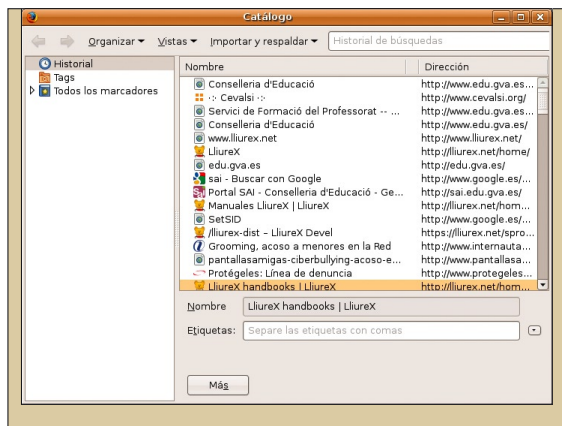 Catálogo
Organizar Vistas Importar y respaldar Historial de búsquedas
Historial
Tags
Todos los marcadores
Nombre Dirección
Conselleria d'Educació http://www.edu.gva.es...
·:· Cevalsi ·:· http://www.cevalsi.org/
Servici de Formació del Professorat -- ... http://www.edu.gva.es...
Conselleria d'Educació http://www.edu.gva.es/
www.lliurex.net http://www.lliurex.net/
LliureX http://lliurex.net/home/
edu.gva.es http://edu.gva.es/
sai - Buscar con Google http://www.google.es/...
Portal SAI - Conselleria d'Educació - Ge... http://sai.edu.gva.es/
Manuales LliureX | LliureX http://lliurex.net/hom...
SetSID http://www.google.es/...
/lliurex-dist – LliureX Devel https://lliurex.net/spro...
Grooming, acoso a menores en la Red http://www.internauta...
pantallasamigas-ciberbullying-acoso-e... http://www.pantallasa...
Protégeles: Línea de denuncia http://www.protegeles...
LliureX handbooks | LliureX http://lliurex.net/hom...
Nombre LliureX handbooks | LliureX
Etiquetas: Separe las etiquetas con comas
Más